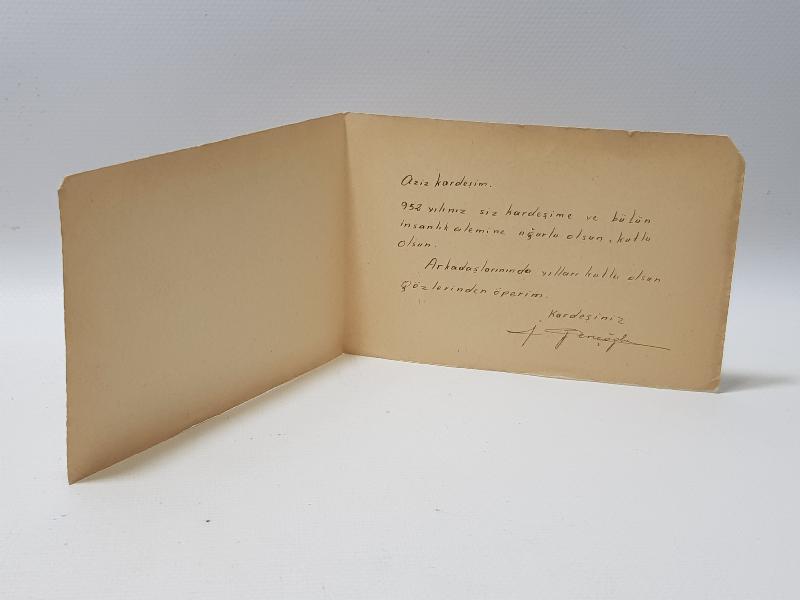 Aziz kardeşim.
952 yılınız siz kardeşime ve bütün
insanlık alemine uğurlu olsun, kutlu
olsun.
Arkadaşlarınında yılları kutlu olsun
gözlerinden öperim.
Kardeşiniz